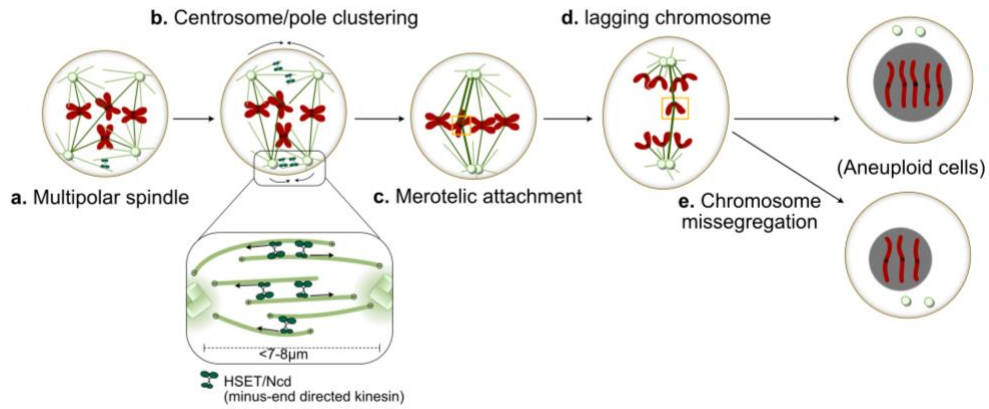 b. Centrosome/pole clustering
d. lagging chromosome
a. Multipolar spindle
c. Merotelic attachment
(Aneuploid cells)
e. Chromosome
missegregation
<7-8μm
HSET/Ncd
(minus-end directed kinesin)